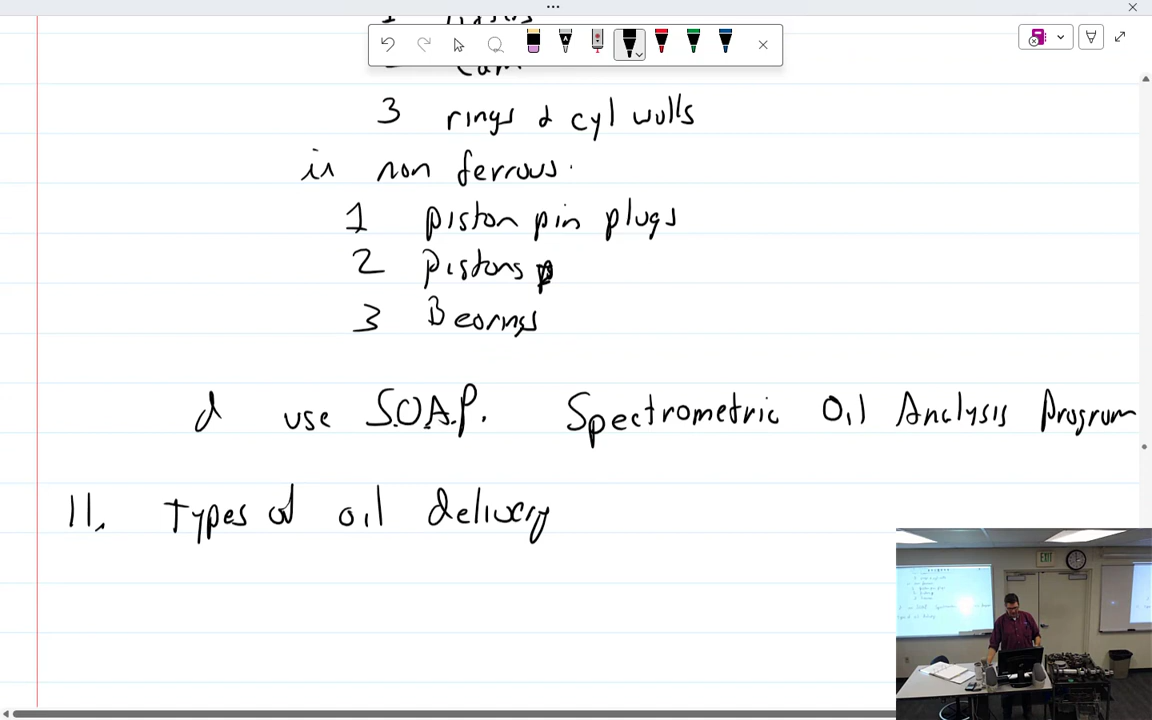 3 rings & cyl walls
ii non ferrous.
1 piston pin plugs
2 Pistons
3 Bearings
d use S.O.A.P. Spectrometric Oil Analysis Program
11. Types of oil delivery
EXIT